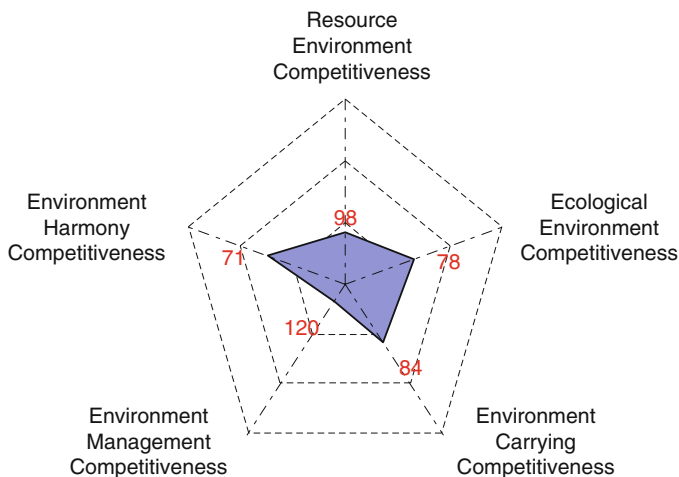 Resource
Environment
Competitiveness
98
Ecological
Environment
Competitiveness
78
Environment
Carrying
Competitiveness
84
Environment
Management
Competitiveness
120
Environment
Harmony
Competitiveness
71